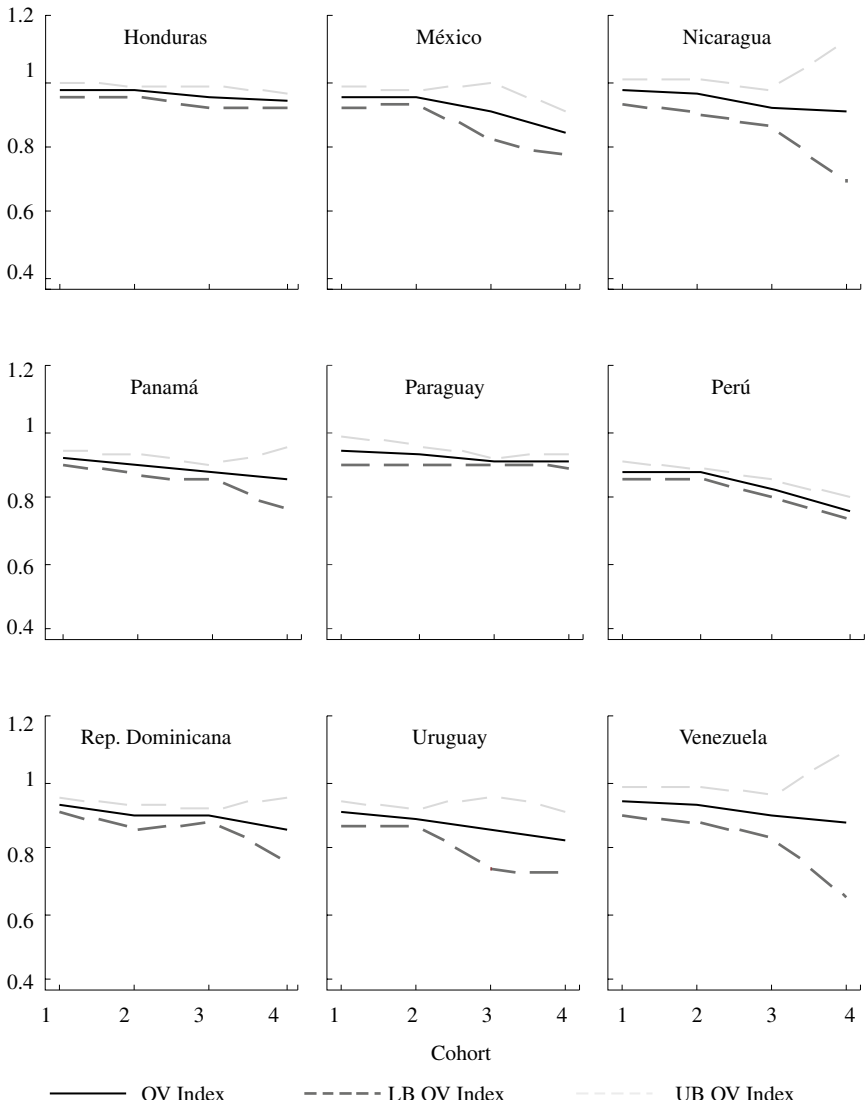 1.2
Honduras México Nicaragua
1
0.8
0.6
0.4
1.2
Panamá Paraguay Perú
1
0.8
0.6
0.4
1.2
Rep. Dominicana Uruguay Venezuela
1
0.8
0.6
0.4
1 2 3 4 1 2 3 4 1 2 3 4
Cohort
OV Index LB OV Index UB OV Index